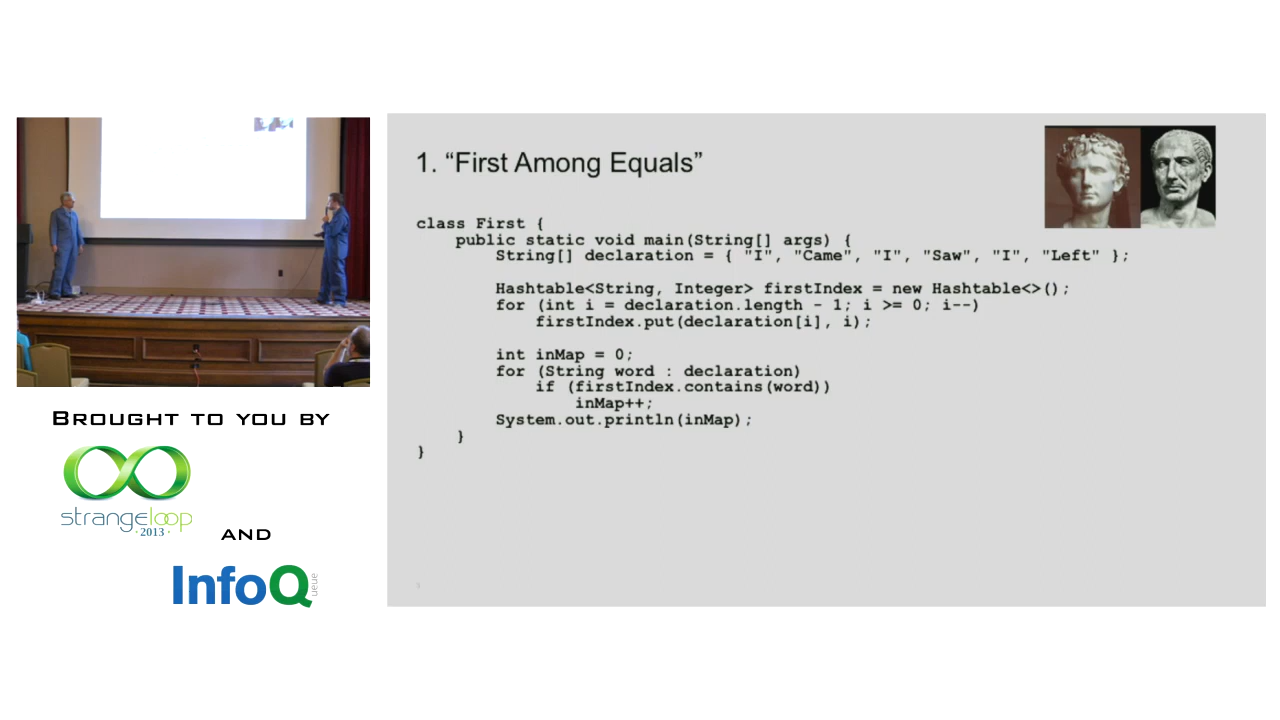 1. “First Among Equals”
class First {
    public static void main(String[] args) {
        String[] declaration = { "I", "Came", "I", "Saw", "I", "Left" };
        Hashtable<String, Integer> firstIndex = new Hashtable<>();
        for (int i = declaration.length - 1; i >= 0; i--)
            firstIndex.put(declaration[i], i);
        int inMap = 0;
        for (String word : declaration)
            if (firstIndex.contains(word))
                inMap++;
        System.out.println(inMap);
    }
}
BROUGHT TO YOU BY
strangeloop
· 2013 ·
AND
InfoQ
ueue